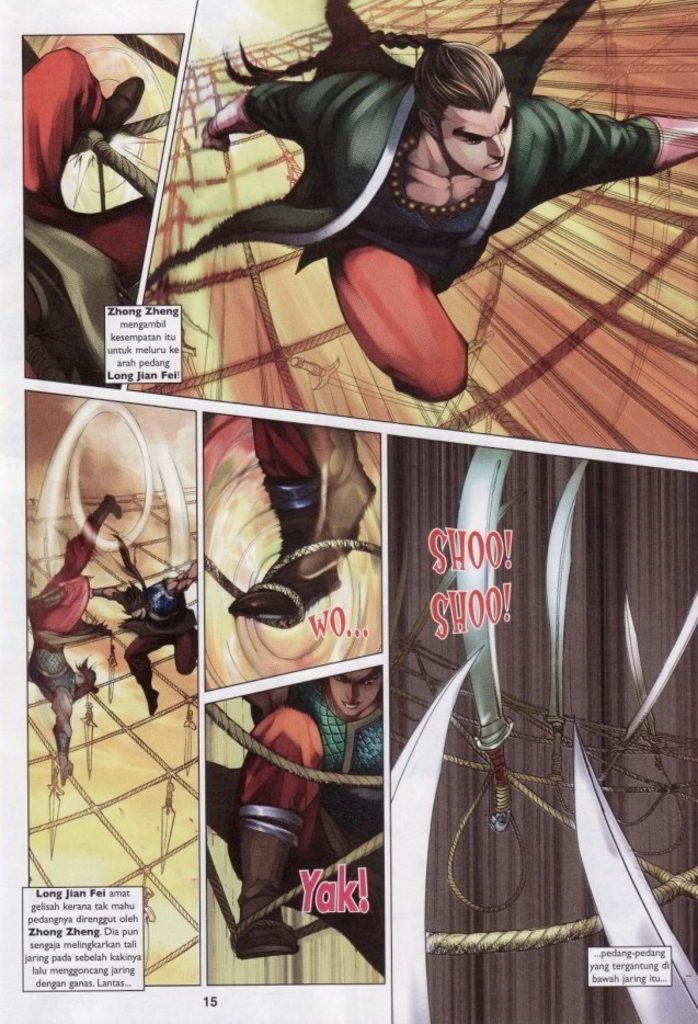 Zhong Zheng
mengambil
kesempatan itu
untuk meluru ke
arah pedang
Long Jian Fei!
WO...
SHOO!
SHOO!
Long Jian Fei amat
gelisah kerana tak mahu
pedangnya direnggut oleh
Zhong Zheng. Dia pun
sengaja melingkarkan tali
jaring pada sebelah kakinya
lalu menggoncang jaring
dengan ganas. Lantas...
Yak!
...pedang-pedang
yang tergantung di
bawah jaring itu...
15